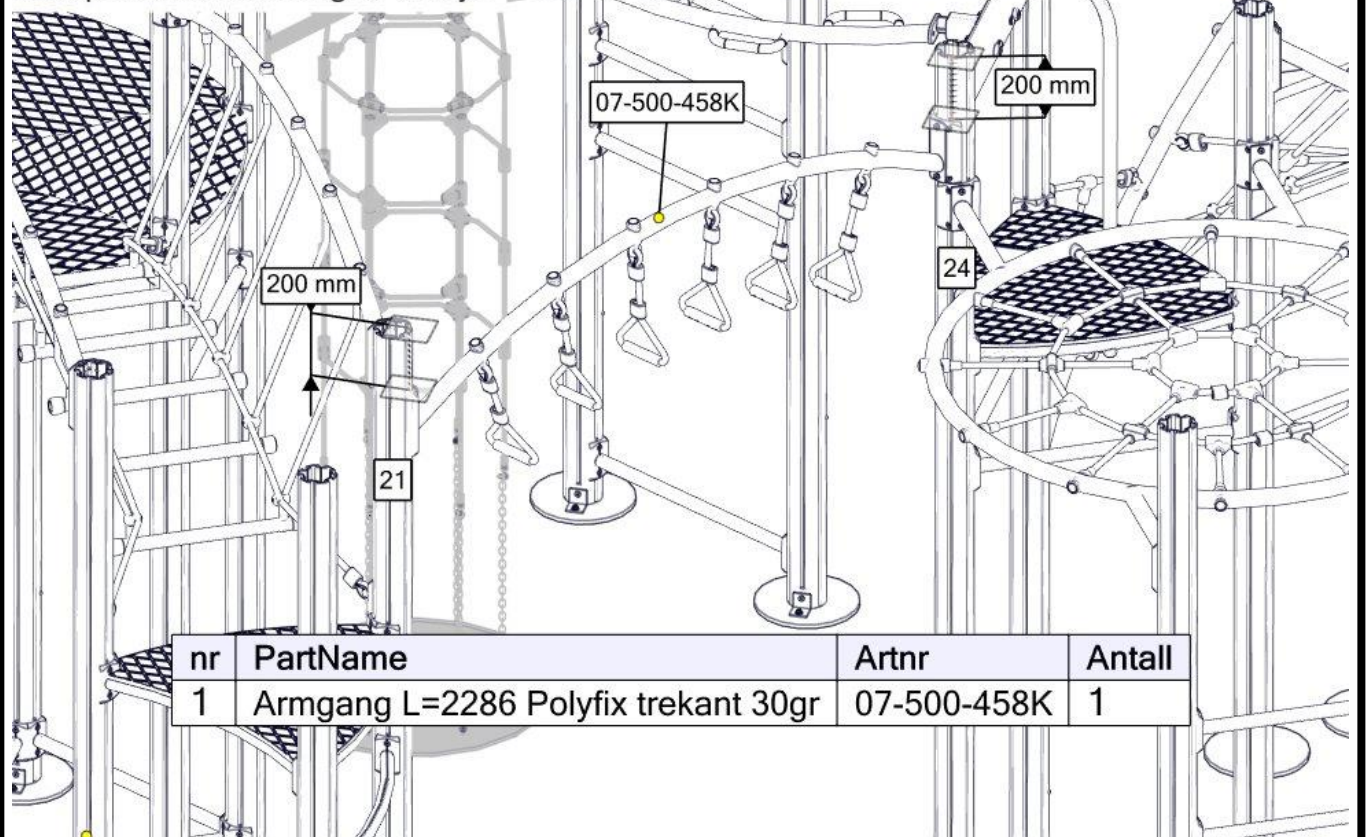 200 mm
07-500-458K
200 mm
24
21
nr PartName Artnr Antall
1 Armgang L=2286 Polyfix trekant 30gr 07-500-458K 1